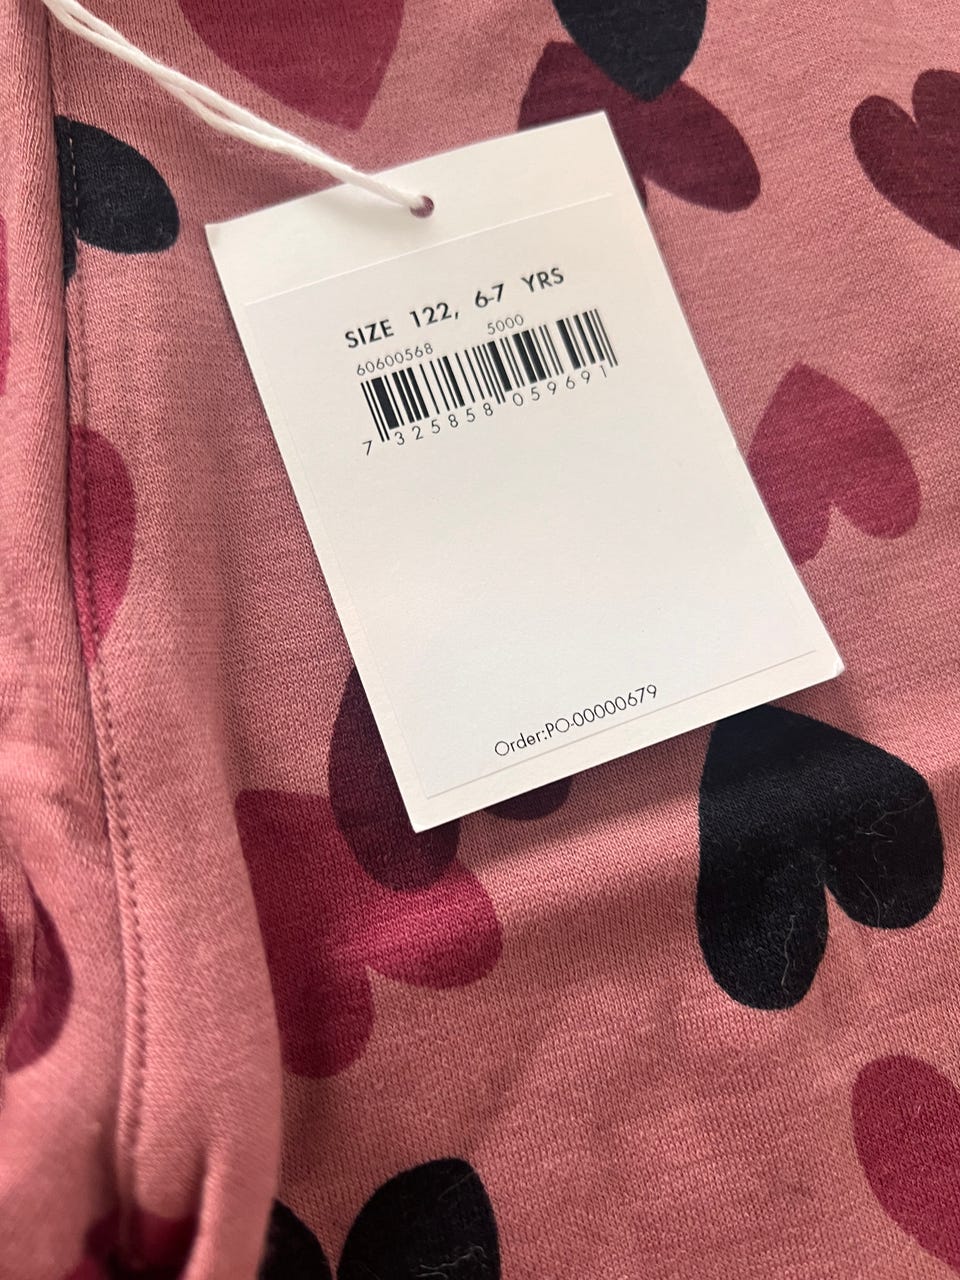 SIZE 122, 6-7 YRS
60600568 5000
7 325858 059691
Order:PO-00000679